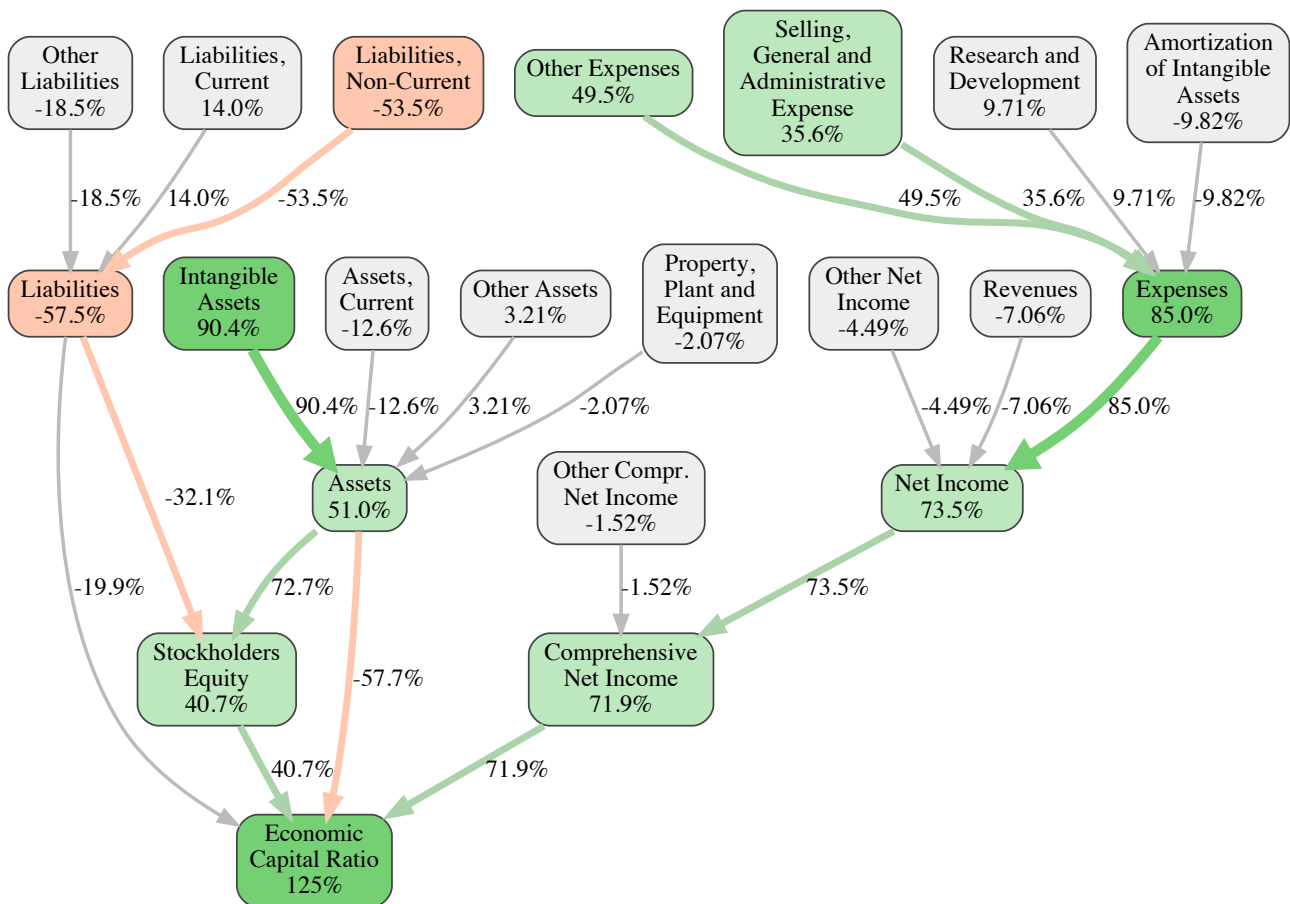 Other
Liabilities
-18.5%
Liabilities,
Current
14.0%
Liabilities,
Non-Current
-53.5%
Other Expenses
49.5%
Selling,
General and
Administrative
Expense
35.6%
Research and
Development
9.71%
Amortization
of Intangible
Assets
-9.82%
-18.5%
14.0%
-53.5%
49.5%
35.6%
9.71%
-9.82%
Liabilities
-57.5%
Intangible
Assets
90.4%
Assets,
Current
-12.6%
Other Assets
3.21%
Property,
Plant and
Equipment
-2.07%
Other Net
Income
-4.49%
Revenues
-7.06%
Expenses
85.0%
90.4%
-12.6%
3.21%
-2.07%
-4.49%
-7.06%
85.0%
-32.1%
Assets
51.0%
Other Compr.
Net Income
-1.52%
Net Income
73.5%
-19.9%
72.7%
-1.52%
73.5%
Stockholders
Equity
40.7%
-57.7%
Comprehensive
Net Income
71.9%
40.7%
71.9%
Economic
Capital Ratio
125%